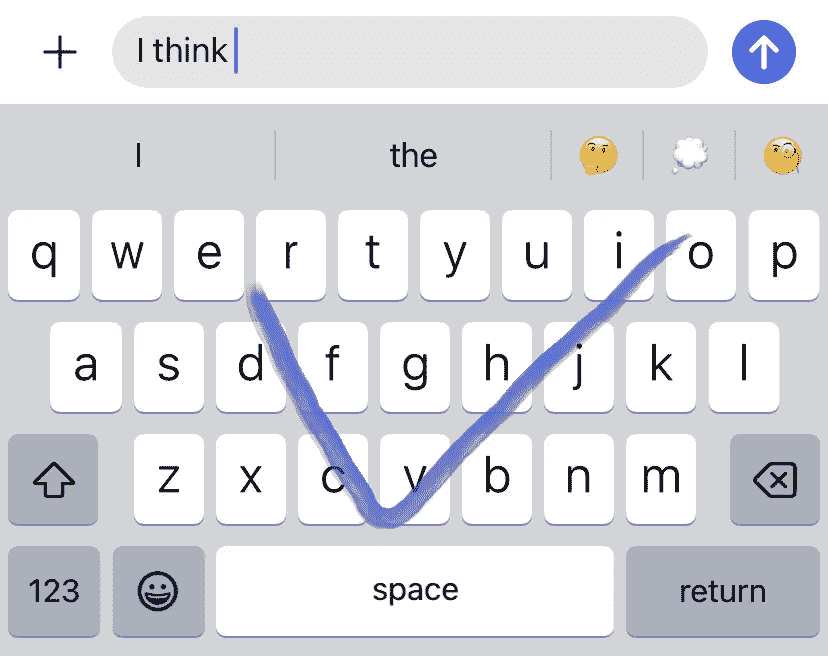 I think
I the
q w e r t y u i o p
a s d f g h j k l
z x c v b n m
123 space return